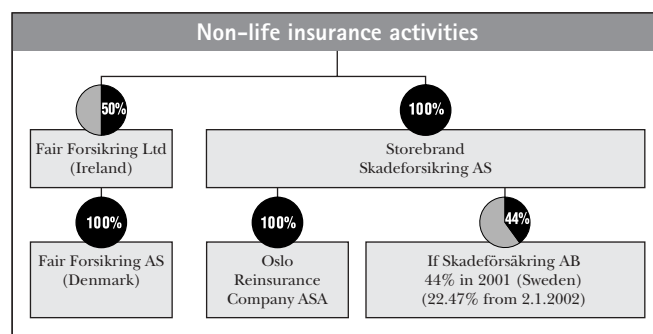 Non-life insurance activities
50%
100%
Fair Forsikring Ltd
(Ireland)
Storebrand
Skadeforsikring AS
100%
100%
44%
Fair Forsikring AS
(Denmark)
Oslo
Reinsurance
Company ASA
If Skadeförsäkring AB
44% in 2001 (Sweden)
(22.47% from 2.1.2002)